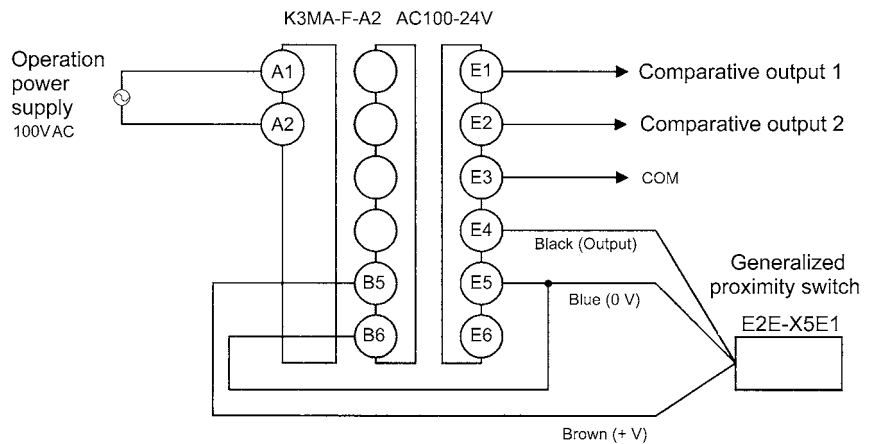 K3MA-F-A2 AC100-24V
Operation
power
supply
100VAC
A1
A2
B5
B6
E1
E2
E3
E4
E5
E6
Comparative output 1
Comparative output 2
COM
Black (Output)
Blue (0 V)
Brown (+ V)
Generalized
proximity switch
E2E-X5E1